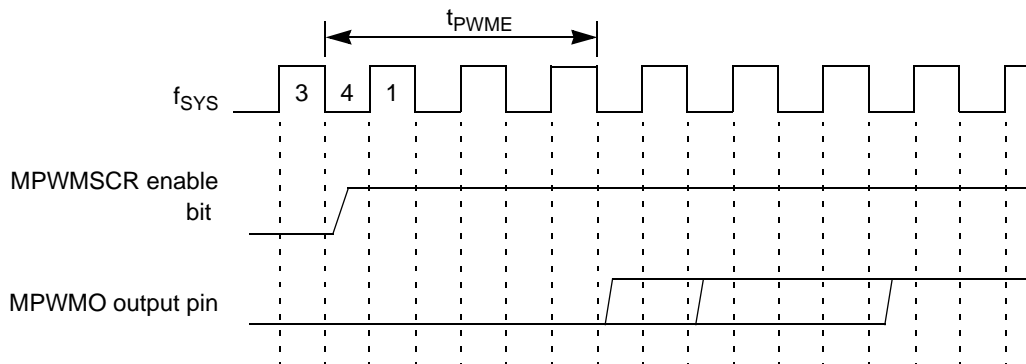 tPWME
fSYS
3 4 1
MPWMSCR enable
bit
MPWMO output pin